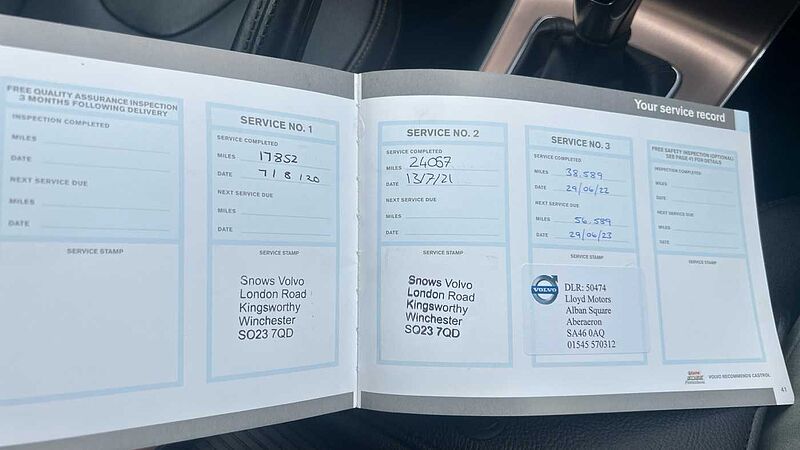 Your service record
FREE QUALITY ASSURANCE INSPECTION
3 MONTHS FOLLOWING DELIVERY
INSPECTION COMPLETED
MILES
DATE
NEXT SERVICE DUE
MILES
DATE
SERVICE STAMP
SERVICE NO. 1
SERVICE COMPLETED
MILES 17852
DATE 7/8/20
NEXT SERVICE DUE
MILES
DATE
SERVICE STAMP
Snows Volvo
London Road
Kingsworthy
Winchester
SO23 7QD
SERVICE NO. 2
SERVICE COMPLETED
MILES 24067
DATE 13/7/21
NEXT SERVICE DUE
MILES
DATE
SERVICE STAMP
Snows Volvo
London Road
Kingsworthy
Winchester
SO23 7QD
SERVICE NO. 3
SERVICE COMPLETED
MILES 38.589
DATE 29/06/22
NEXT SERVICE DUE
MILES 56.589
DATE 29/06/23
SERVICE STAMP
VOLVO
DLR: 50474
Lloyd Motors
Alban Square
Aberaeron
SA46 0AQ
01545 570312
FREE SAFETY INSPECTION (OPTIONAL)
SEE PAGE 41 FOR DETAILS
INSPECTION COMPLETED
MILES
DATE
NEXT SERVICE DUE
MILES
DATE
SERVICE STAMP
VOLVO RECOMMENDS CASTROL